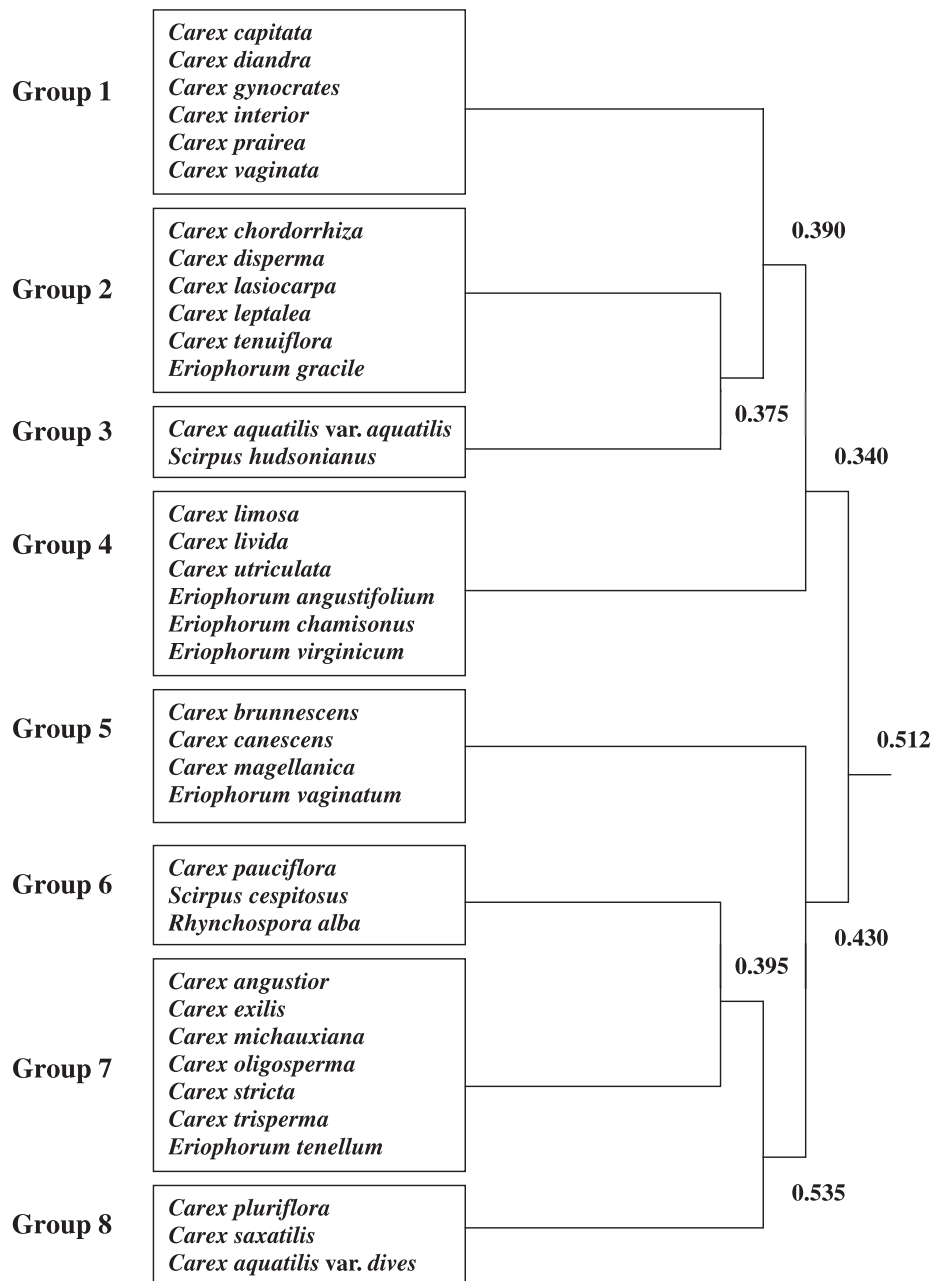 Group 1
Carex capitata
Carex diandra
Carex gynocrates
Carex interior
Carex prairea
Carex vaginata
Group 2
Carex chordorrhiza
Carex disperma
Carex lasiocarpa
Carex leptalea
Carex tenuiflora
Eriophorum gracile
Group 3
Carex aquatilis var. aquatilis
Scirpus hudsonianus
Group 4
Carex limosa
Carex livida
Carex utriculata
Eriophorum angustifolium
Eriophorum chamisonus
Eriophorum virginicum
Group 5
Carex brunnescens
Carex canescens
Carex magellanica
Eriophorum vaginatum
Group 6
Carex pauciflora
Scirpus cespitosus
Rhynchospora alba
Group 7
Carex angustior
Carex exilis
Carex michauxiana
Carex oligosperma
Carex stricta
Carex trisperma
Eriophorum tenellum
Group 8
Carex pluriflora
Carex saxatilis
Carex aquatilis var. dives
0.390
0.375
0.340
0.512
0.430
0.395
0.535